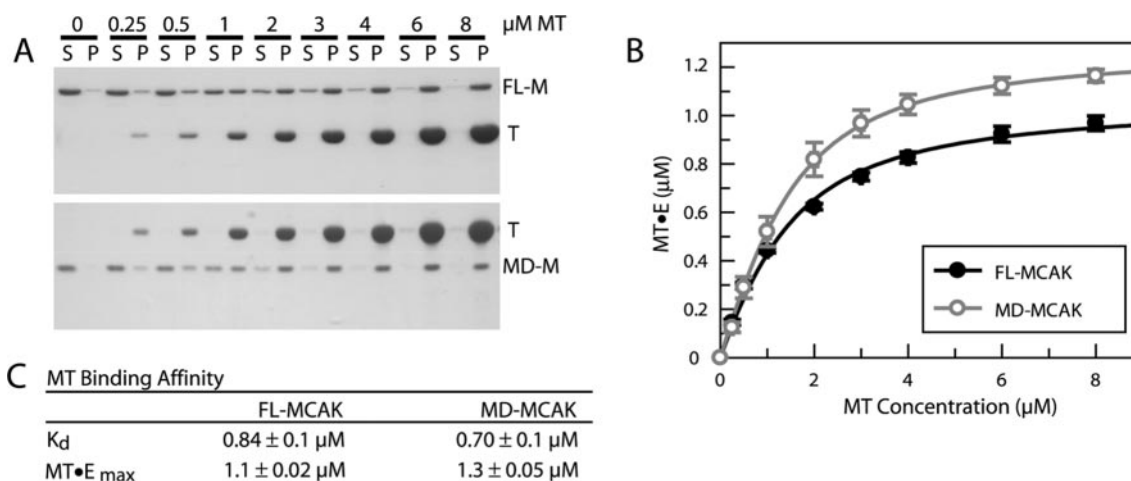 A
0 0.25 0.5 1 2 3 4 6 8 µM MT
S P S P S P S P S P S P S P S P S P
FL-M
T
T
MD-M
B
1.2
1.0
0.8
0.6
0.4
0.2
0
MT•E (µM)
FL-MCAK
MD-MCAK
0 2 4 6 8
MT Concentration (µM)
C MT Binding Affinity
FL-MCAK MD-MCAK
Kd 0.84 ± 0.1 µM 0.70 ± 0.1 µM
MT•E max 1.1 ± 0.02 µM 1.3 ± 0.05 µM